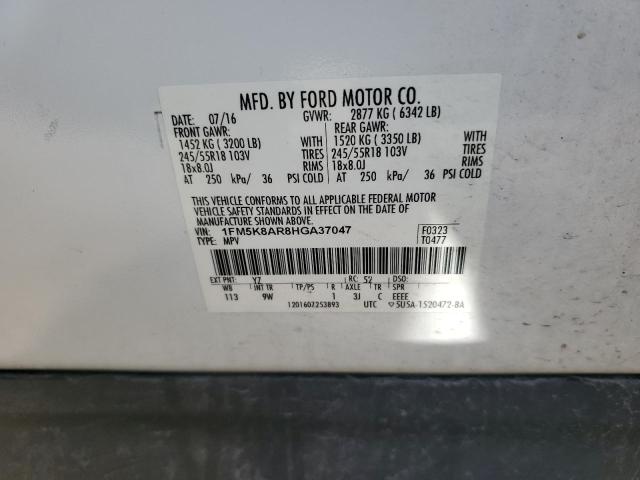 MFD. BY FORD MOTOR CO.
DATE: 07/16 GVWR: 2877 KG ( 6342 LB)
FRONT GAWR: REAR GAWR:
1452 KG ( 3200 LB) WITH 1520 KG ( 3350 LB) WITH
245/55R18 103V TIRES 245/55R18 103V TIRES
18x8.0J RIMS 18x8.0J RIMS
AT 250 kPa/ 36 PSI COLD AT 250 kPa/ 36 PSI COLD
THIS VEHICLE CONFORMS TO ALL APPLICABLE FEDERAL MOTOR
VEHICLE SAFETY STANDARDS IN EFFECT ON THE DATE OF
MANUFACTURE SHOWN ABOVE.
VIN: 1FM5K8AR8HGA37047 F0323
TYPE: MPV T0477
EXT PNT: YZ RC: 52 DSO:
WB INT TR TP/PS R AXLE TR SPR
113 9W 1 3J C EEEE
1201607253893 UTC 5U5A-1520472-BA